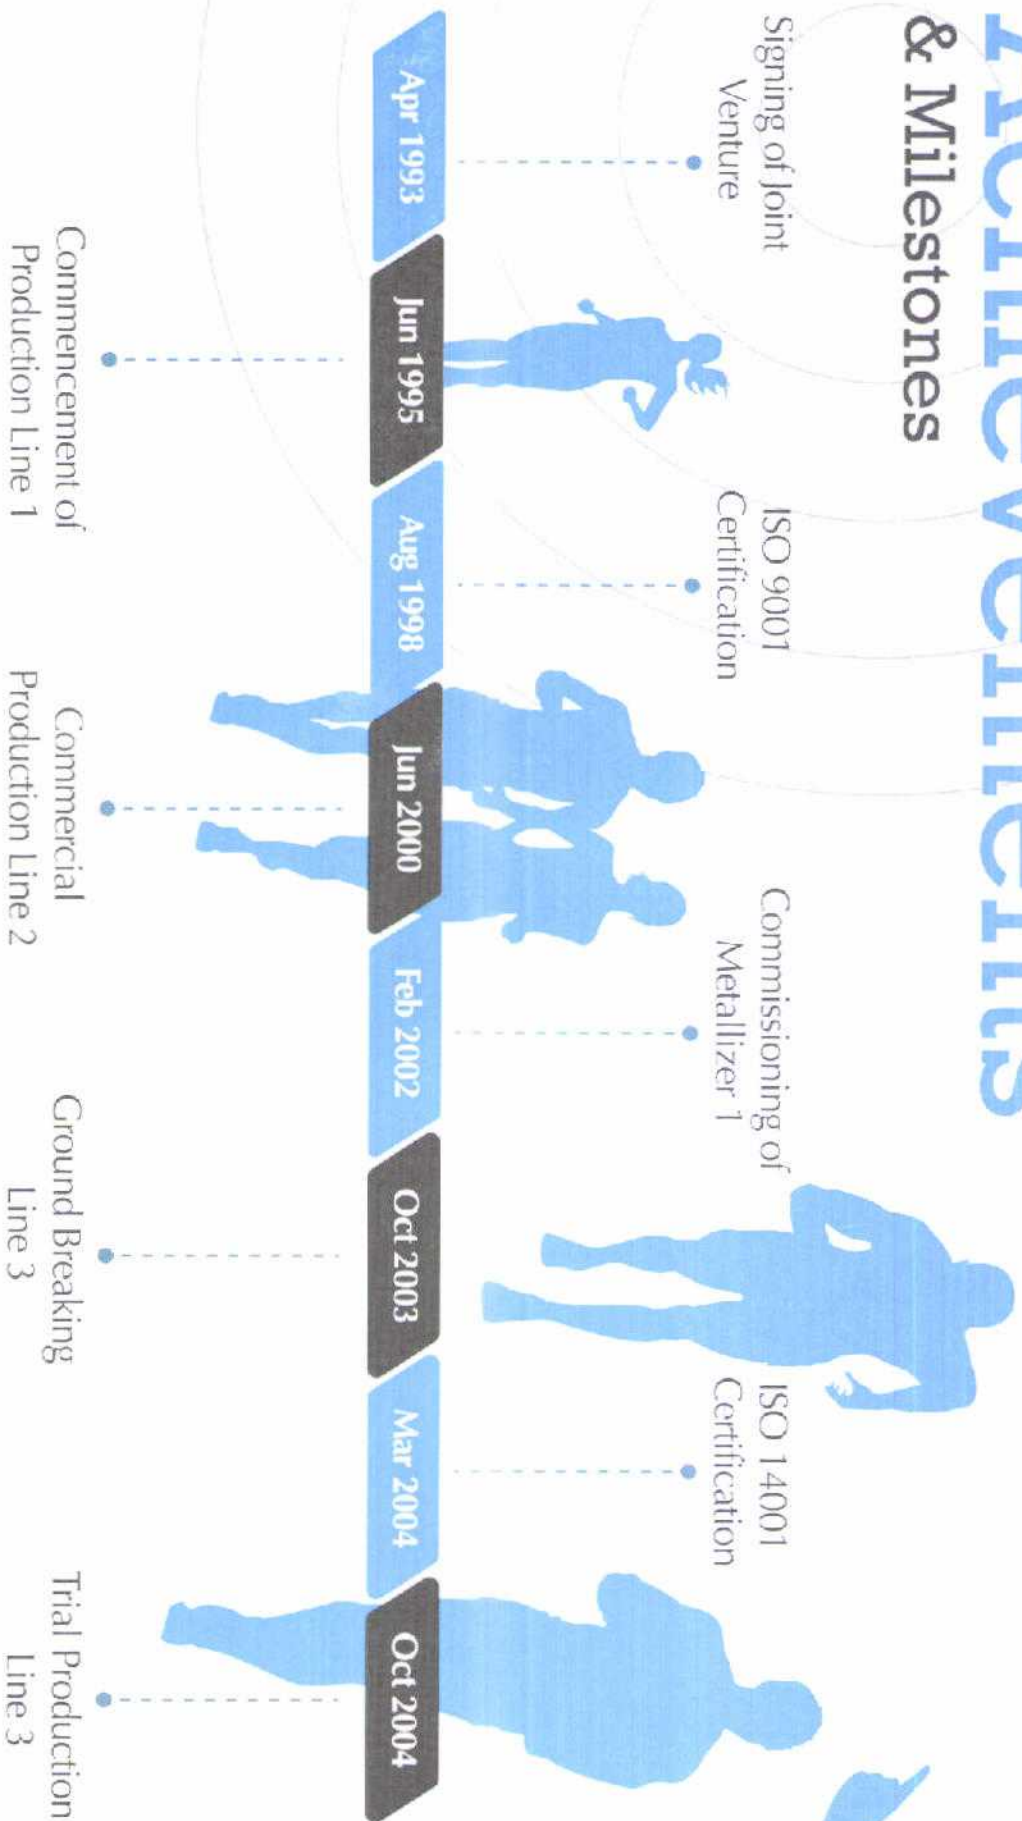 Achievements
& Milestones
Signing of Joint
Venture
Apr 1993
Jun 1995
Commencement of
Production Line 1
ISO 9001
Certification
Aug 1998
Jun 2000
Commercial
Production Line 2
Commissioning of
Metallizer 1
Feb 2002
Oct 2003
Ground Breaking
Line 3
ISO 14001
Certification
Mar 2004
Oct 2004
Trial Production
Line 3